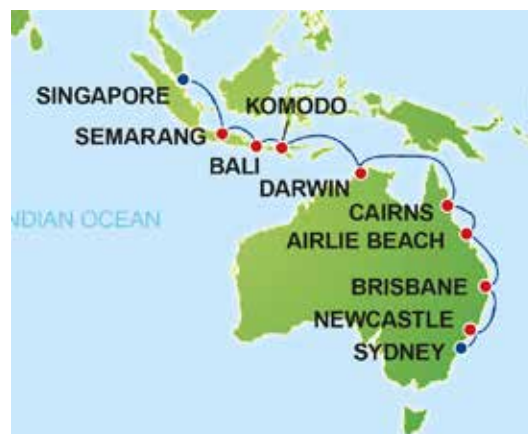 SINGAPORE
KOMODO
SEMARANG
BALI
DARWIN
CAIRNS
NDIAN OCEAN
AIRLIE BEACH
BRISBANE
NEWCASTLE
SYDNEY